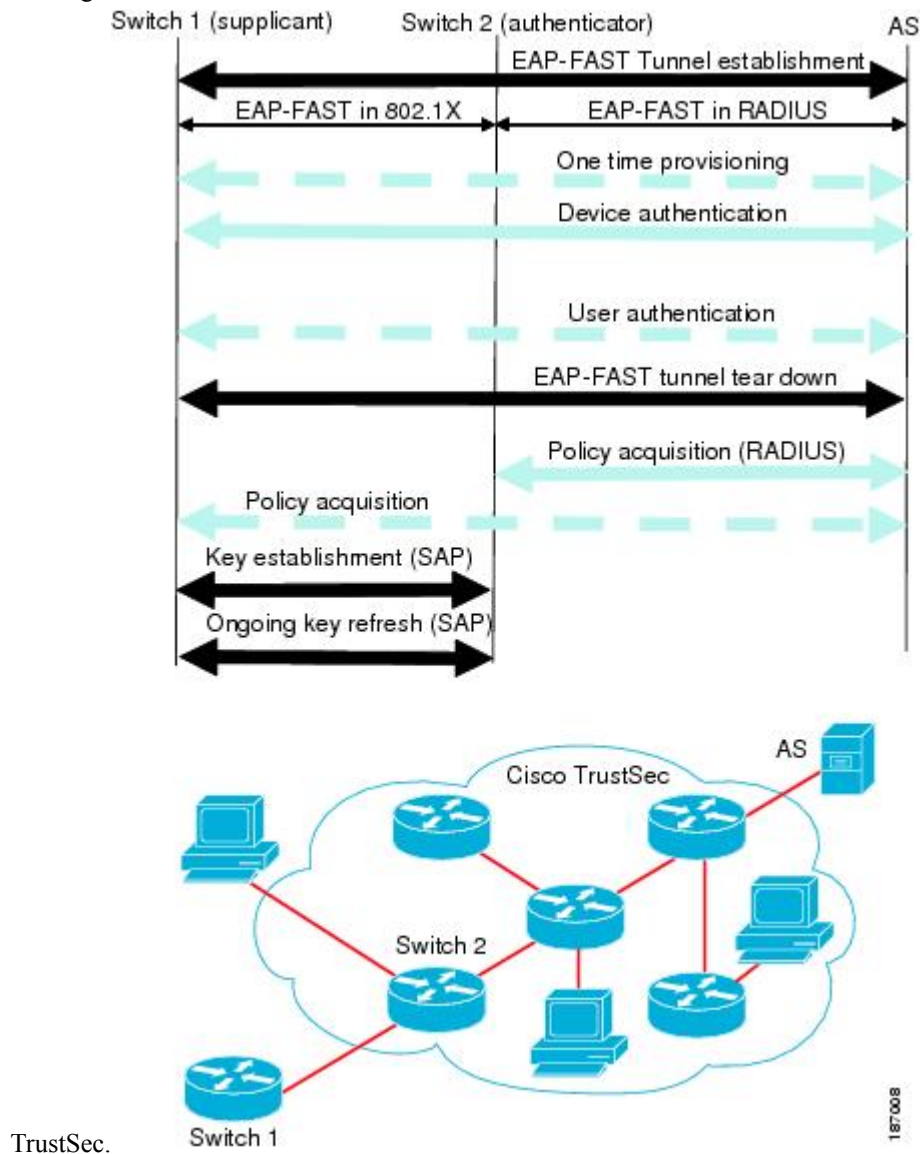 Switch 1 (supplicant) Switch 2 (authenticator) AS
EAP-FAST Tunnel establishment
EAP-FAST in 802.1X EAP-FAST in RADIUS
One time provisioning
Device authentication
User authentication
EAP-FAST tunnel tear down
Policy acquisition (RADIUS)
Policy acquisition
Key establishment (SAP)
Ongoing key refresh (SAP)
AS
Cisco TrustSec
Switch 2
187008
TrustSec. Switch 1